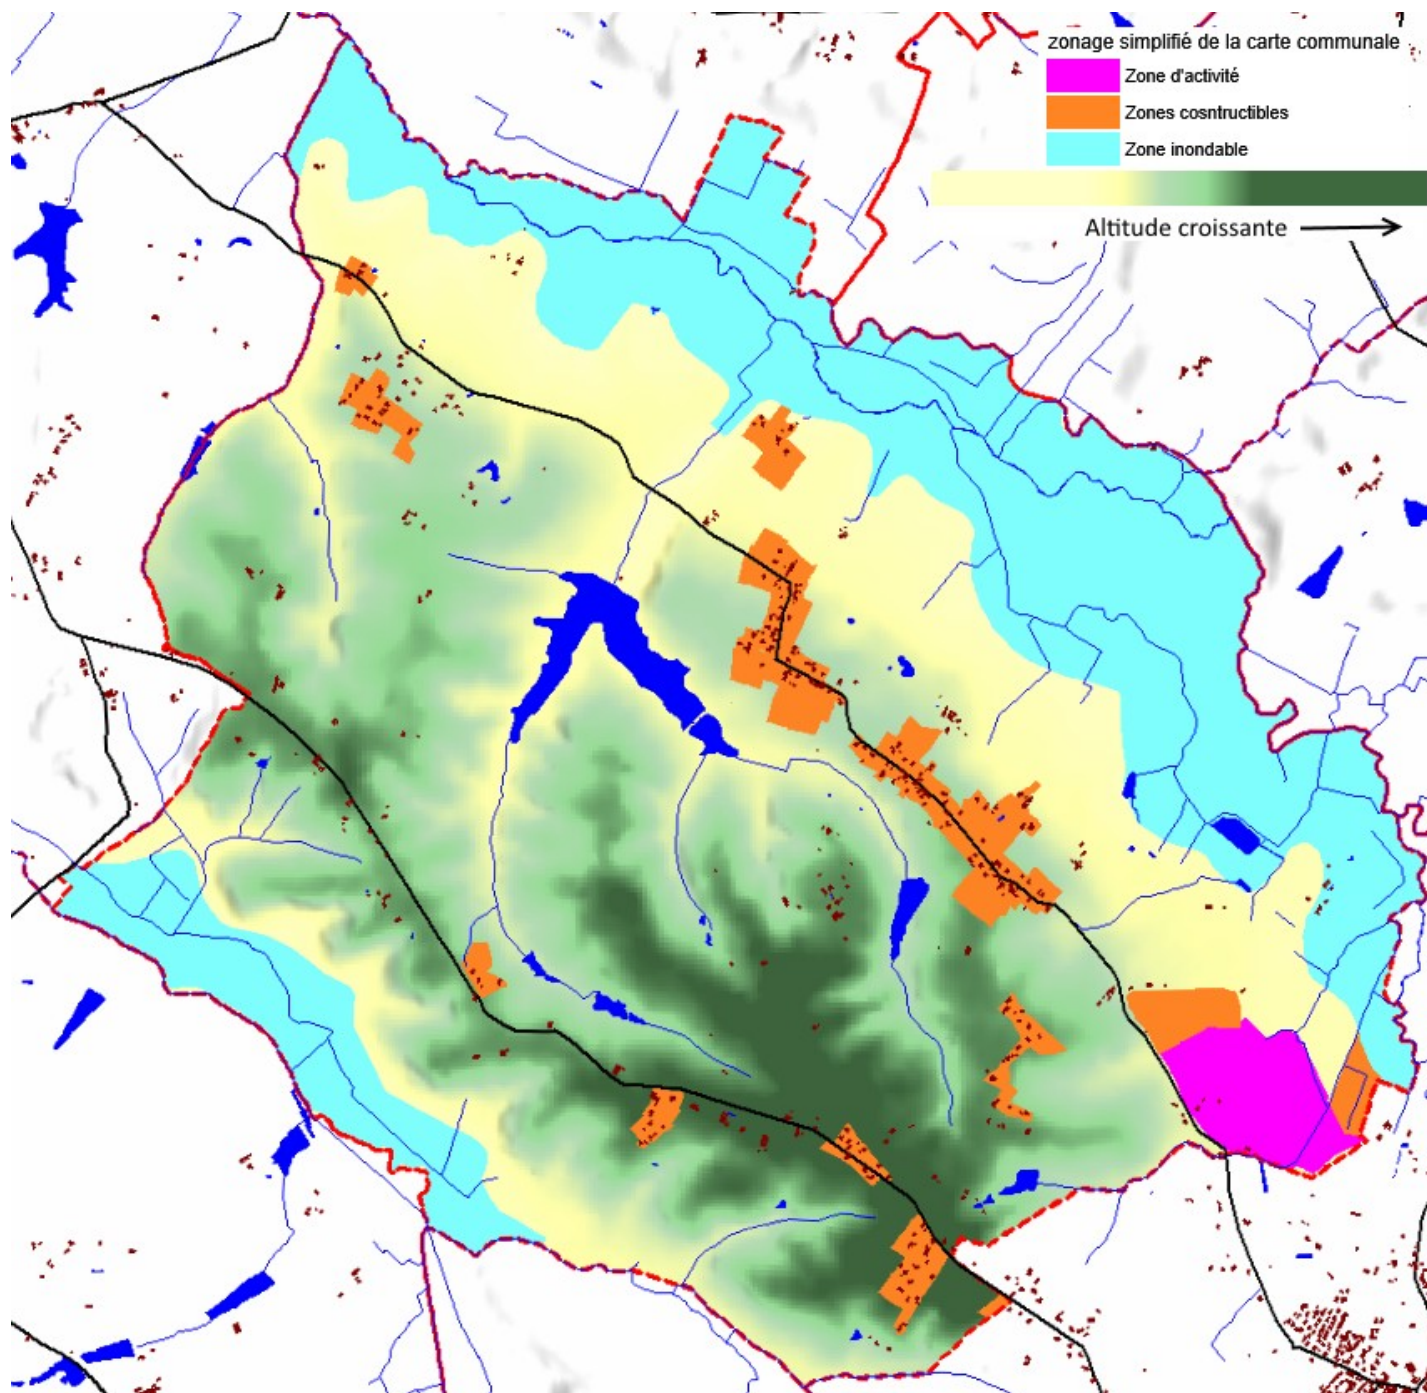 zonage simplifié de la carte communale
Zone d'activité
Zones cosntructibles
Zone inondable
Altitude croissante